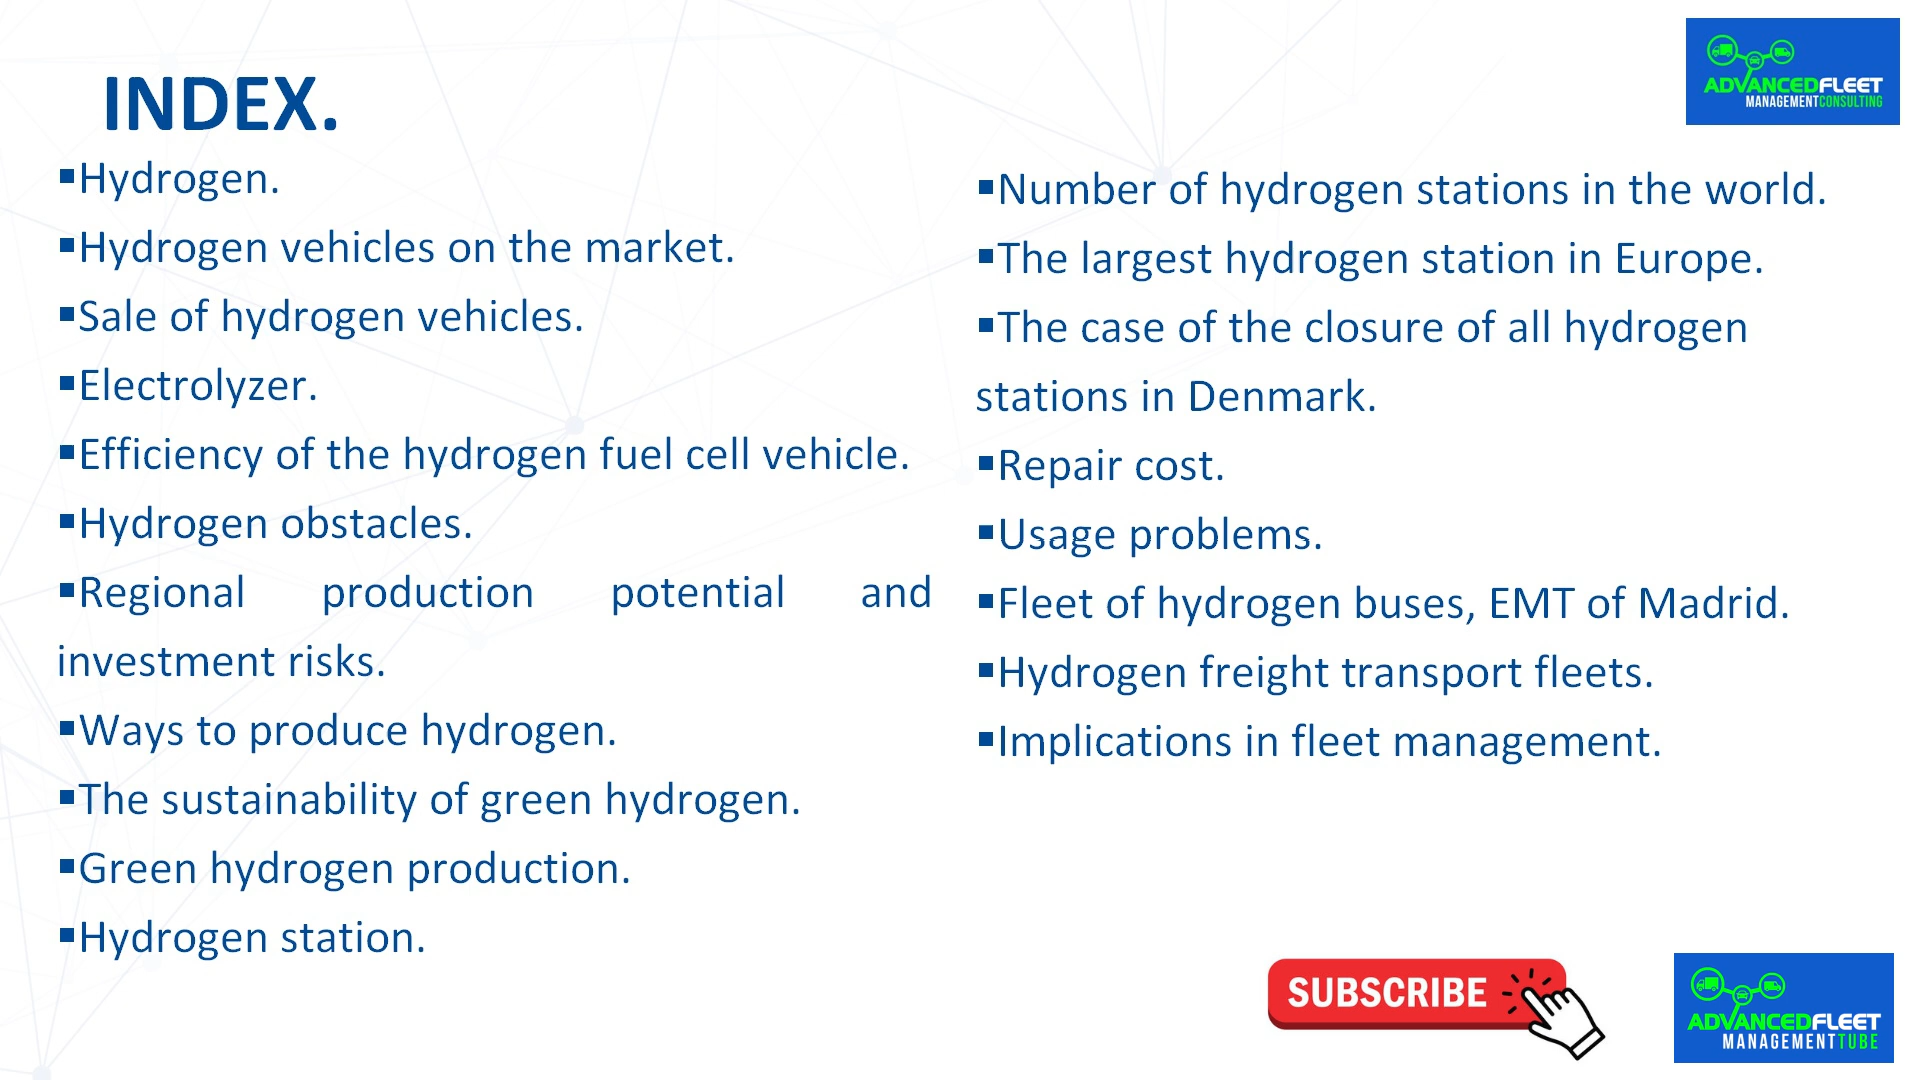 INDEX.
▪Hydrogen.
▪Hydrogen vehicles on the market.
▪Sale of hydrogen vehicles.
▪Electrolyzer.
▪Efficiency of the hydrogen fuel cell vehicle.
▪Hydrogen obstacles.
▪Regional production potential and
investment risks.
▪Ways to produce hydrogen.
▪The sustainability of green hydrogen.
▪Green hydrogen production.
▪Hydrogen station.
▪Number of hydrogen stations in the world.
▪The largest hydrogen station in Europe.
▪The case of the closure of all hydrogen
stations in Denmark.
▪Repair cost.
▪Usage problems.
▪Fleet of hydrogen buses, EMT of Madrid.
▪Hydrogen freight transport fleets.
▪Implications in fleet management.
ADVANCEDFLEET
MANAGEMENTCONSULTING
SUBSCRIBE
ADVANCEDFLEET
MANAGEMENTTUBE